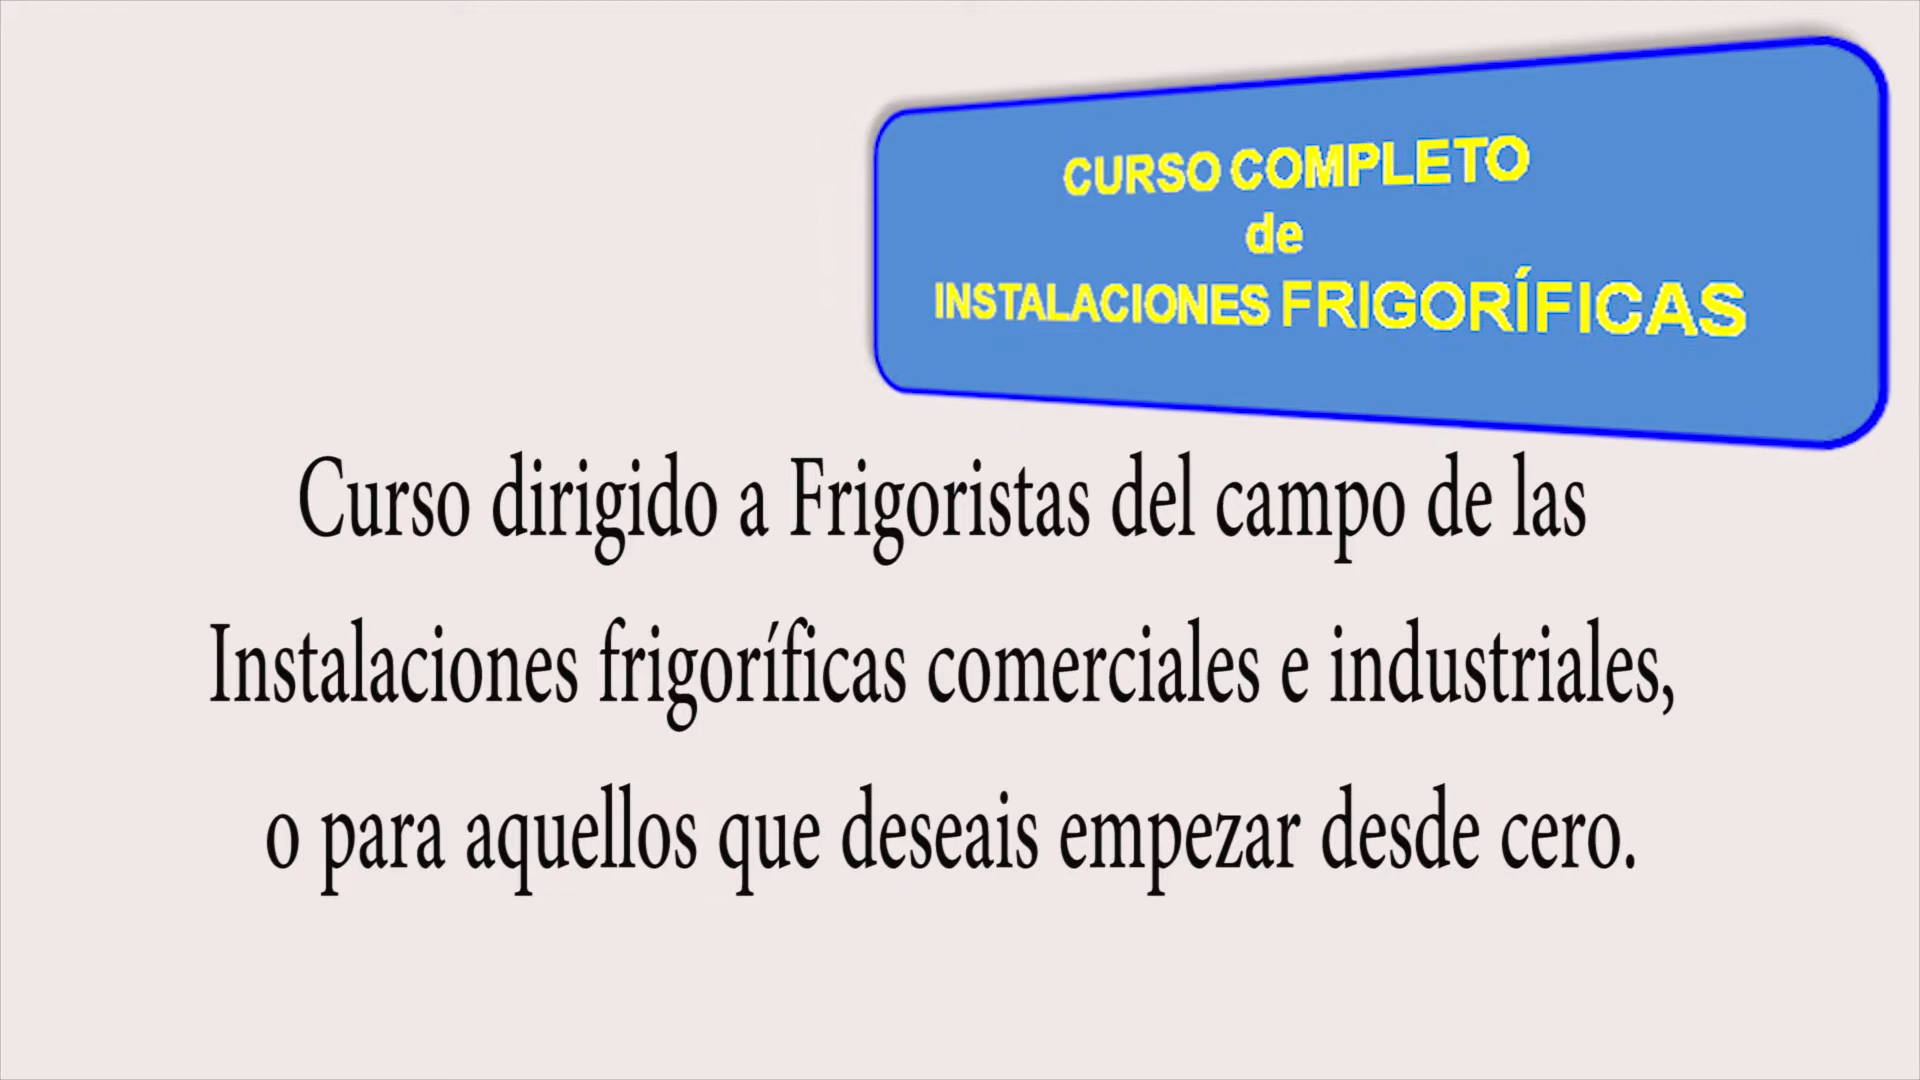 CURSO COMPLETO
de
INSTALACIONES FRIGORÍFICAS
Curso dirigido a Frigoristas del campo de las
Instalaciones frigoríficas comerciales e industriales,
o para aquellos que deseais empezar desde cero.